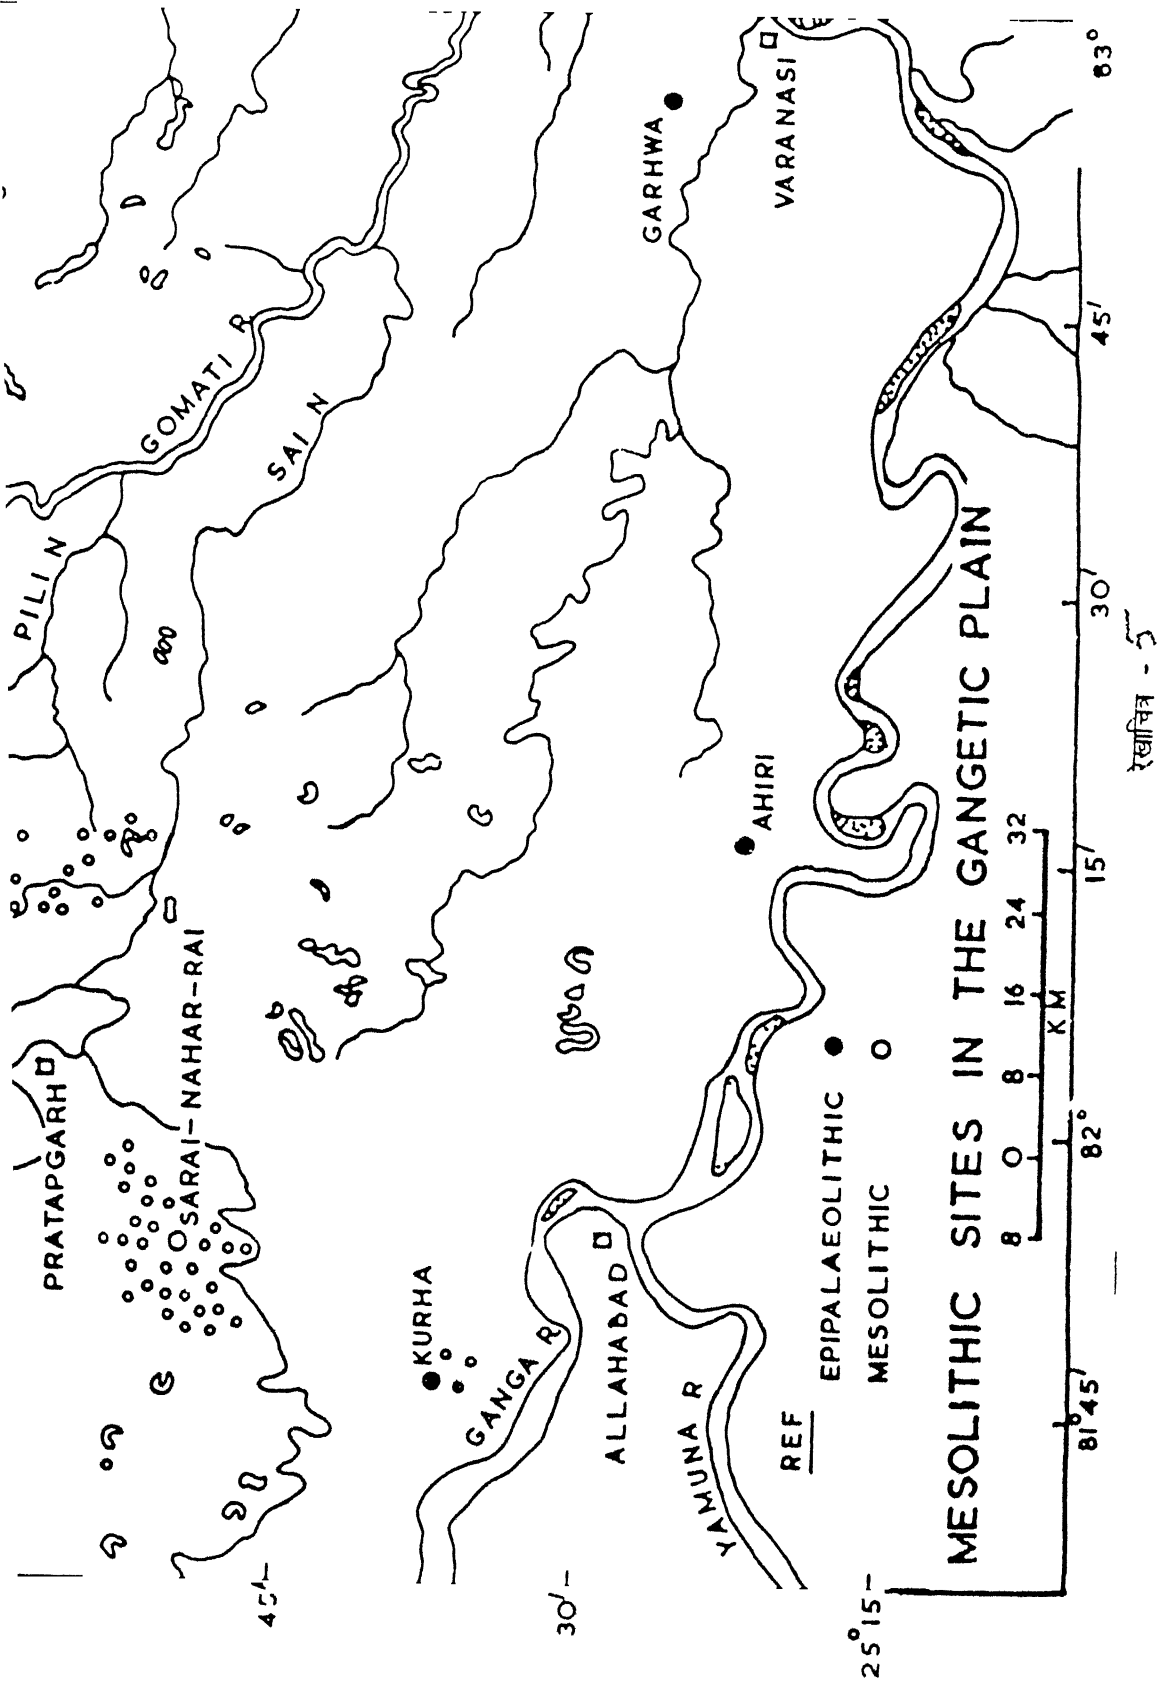 PILI N
GOMATI R
SAI N
PRATAPGARH
SARAI-NAHAR-RAI
GARHWA
VARANASI
KURHA
GANGA R
AHIRI
ALLAHABAD
YAMUNA R
REF
EPIPALAEOLITHIC
MESOLITHIC
MESOLITHIC SITES IN THE GANGETIC PLAIN
8 0 8 16 24 32
KM
45'
30'
25°15
81°45'
82°
15'
30'
45'
83°
रेखाचित्र - 5